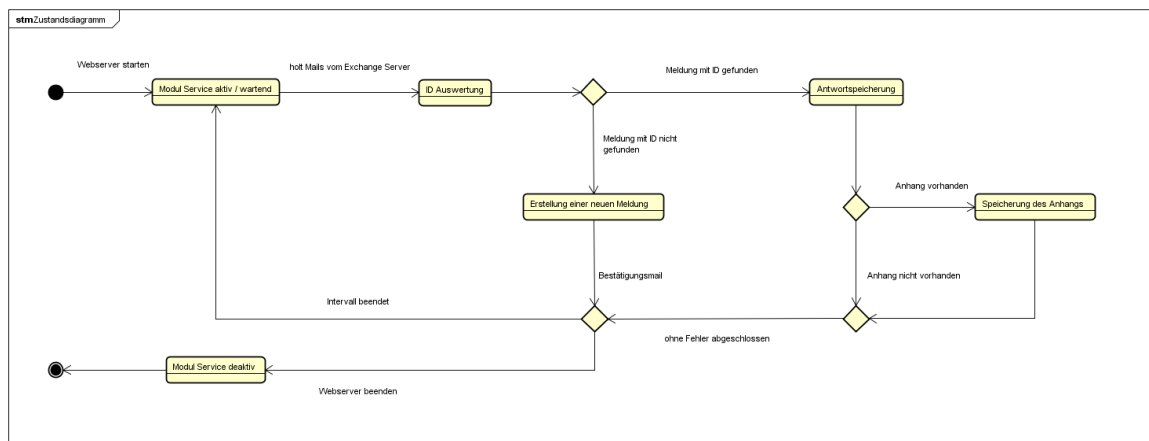 stm Zustandsdiagramm
Webserver starten
holt Mails vom Exchange Server
Meldung mit ID gefunden
Modul Service aktiv / wartend
ID Auswertung
Antwortspeicherung
Meldung mit ID nicht
gefunden
Anhang vorhanden
Erstellung einer neuen Meldung
Speicherung des Anhangs
Bestätigungsmail
Anhang nicht vorhanden
Intervall beendet
ohne Fehler abgeschlossen
Modul Service deaktiv
Webserver beenden